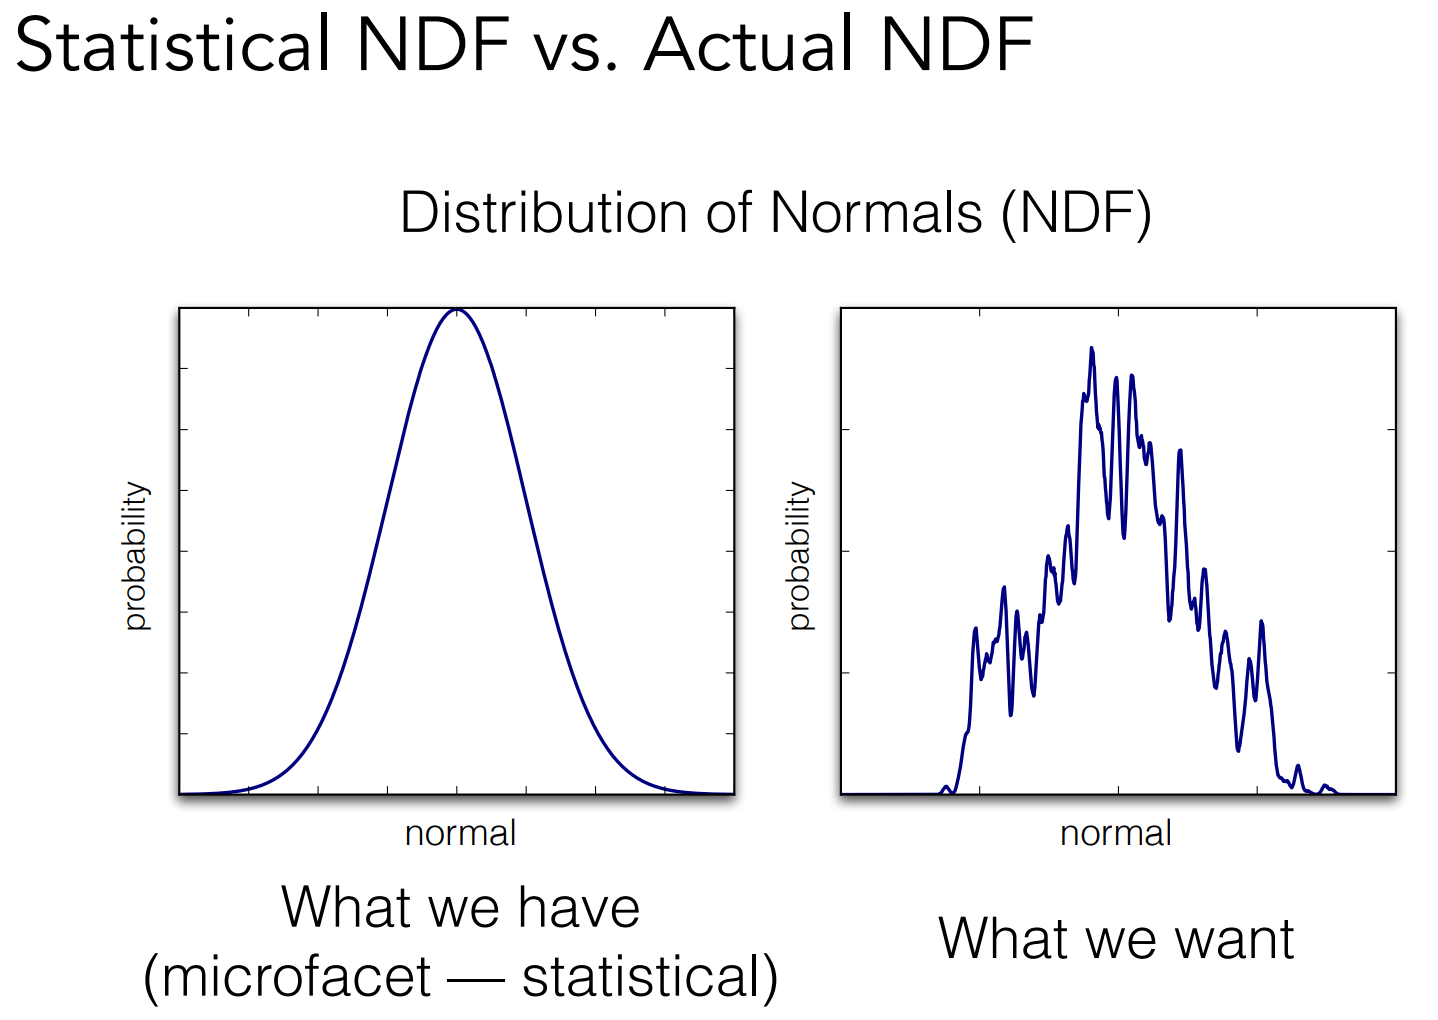 Statistical NDF vs. Actual NDF
Distribution of Normals (NDF)
probability
normal
What we have
(microfacet — statistical)
probability
normal
What we want